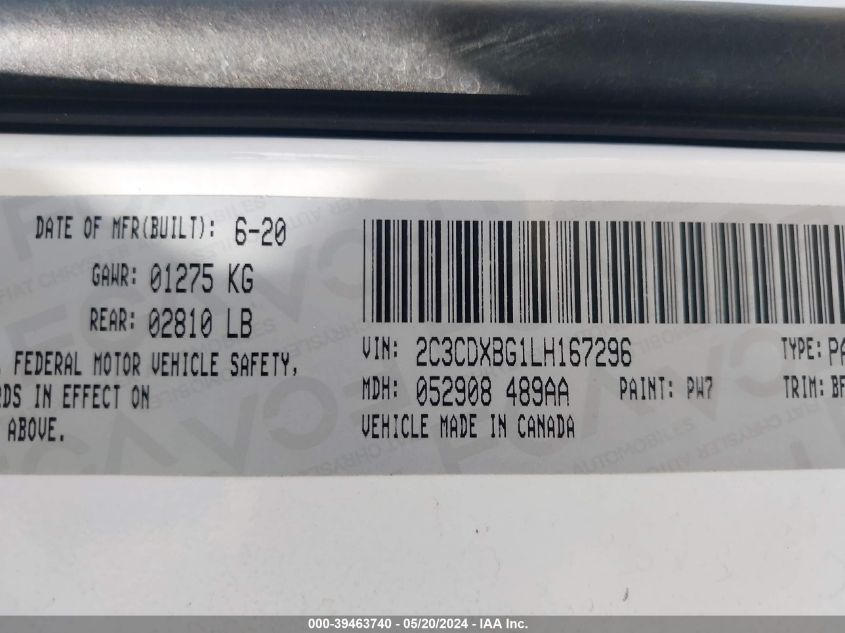 DATE OF MFR(BUILT): 6-20
GAWR: 01275 KG
REAR: 02810 LB
FEDERAL MOTOR VEHICLE SAFETY,
RDS IN EFFECT ON
ABOVE.
VIN: 2C3CDXBG1LH167296 TYPE: PA
MDH: 052908 489AA PAINT: PW7 TRIM: BF
VEHICLE MADE IN CANADA
000-39463740 - 05/20/2024 - IAA Inc.